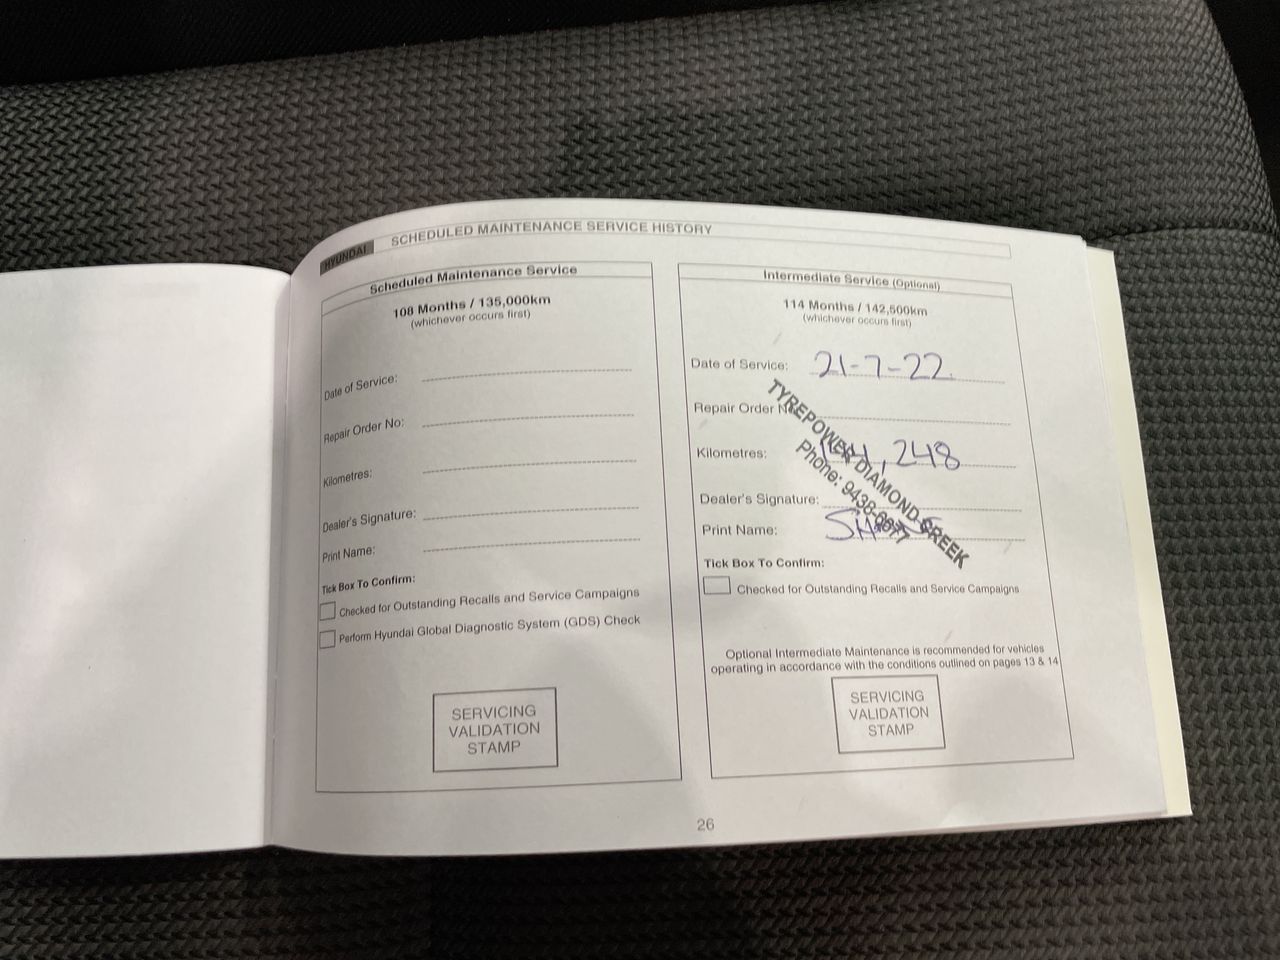 HYUNDAI
SCHEDULED MAINTENANCE SERVICE HISTORY
Scheduled Maintenance Service
108 Months / 135,000km
(whichever occurs first)
Date of Service:
Repair Order No:
Kilometres:
Dealer's Signature:
Print Name:
Tick Box To Confirm:
Checked for Outstanding Recalls and Service Campaigns
Perform Hyundai Global Diagnostic System (GDS) Check
SERVICING
VALIDATION
STAMP
Intermediate Service (Optional)
114 Months / 142,500km
(whichever occurs first)
Date of Service: 21-7-22
Repair Order
Kilometres: 144,248
Dealer's Signature:
Print Name:
TYREPOWER DIAMOND CREEK
Phone:
Tick Box To Confirm:
Checked for Outstanding Recalls and Service Campaigns
Optional Intermediate Maintenance is recommended for vehicles
operating in accordance with the conditions outlined on pages 13 & 14
SERVICING
VALIDATION
STAMP
26